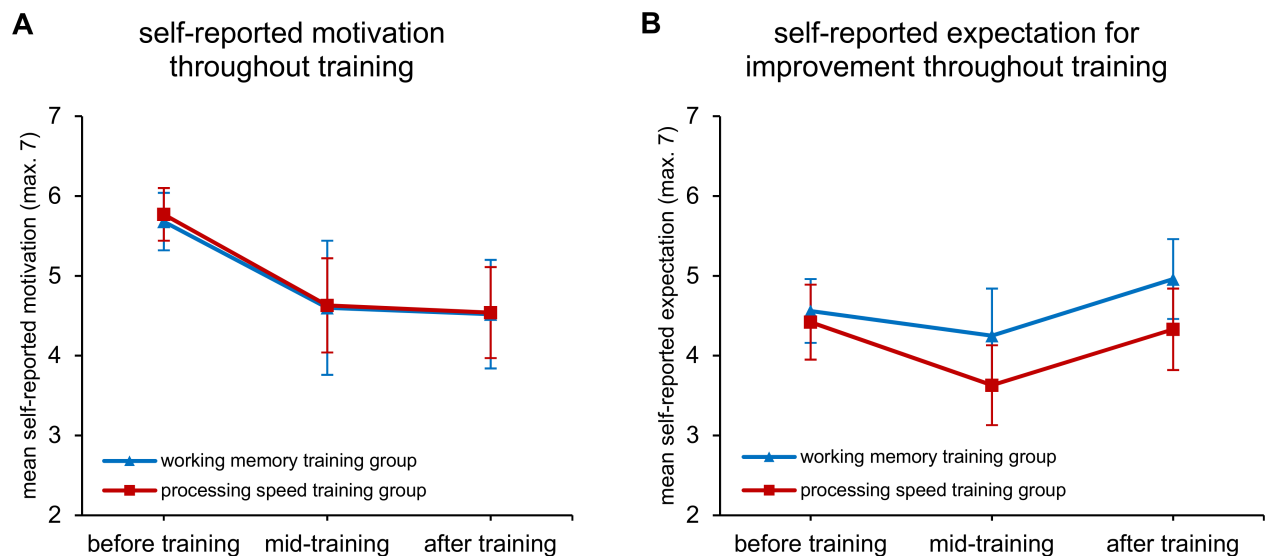 A
self-reported motivation
throughout training
mean self-reported motivation (max. 7)
7
6
5
4
3
2
working memory training group
processing speed training group
before training
mid-training
after training
B
self-reported expectation for
improvement throughout training
mean self-reported expectation (max. 7)
7
6
5
4
3
2
working memory training group
processing speed training group
before training
mid-training
after training